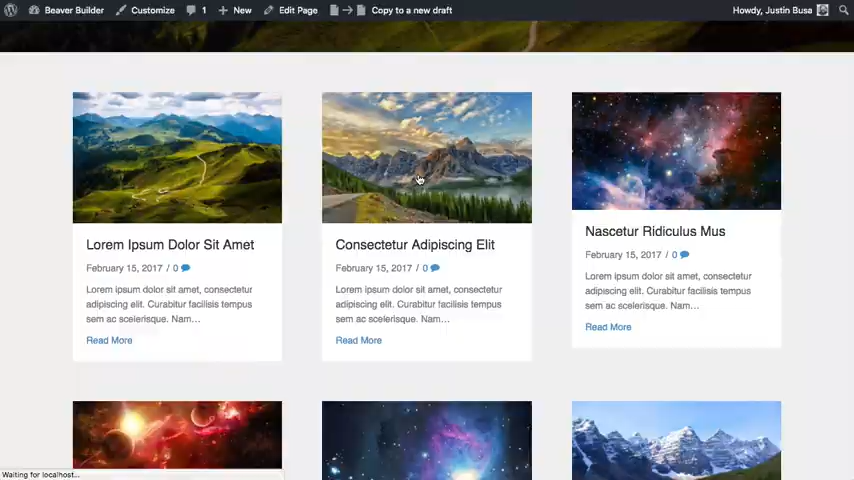 Beaver Builder Customize 1 New Edit Page Copy to a new draft Howdy, Justin Busa
Lorem Ipsum Dolor Sit Amet
February 15, 2017 / 0
Lorem ipsum dolor sit amet, consectetur
adipiscing elit. Curabitur facilisis tempus
sem ac scelerisque. Nam...
Read More
Consectetur Adipiscing Elit
February 15, 2017 / 0
Lorem ipsum dolor sit amet, consectetur
adipiscing elit. Curabitur facilisis tempus
sem ac scelerisque. Nam...
Read More
Nascetur Ridiculus Mus
February 15, 2017 / 0
Lorem ipsum dolor sit amet, consectetur
adipiscing elit. Curabitur facilisis tempus
sem ac scelerisque. Nam...
Read More
Waiting for localhost...